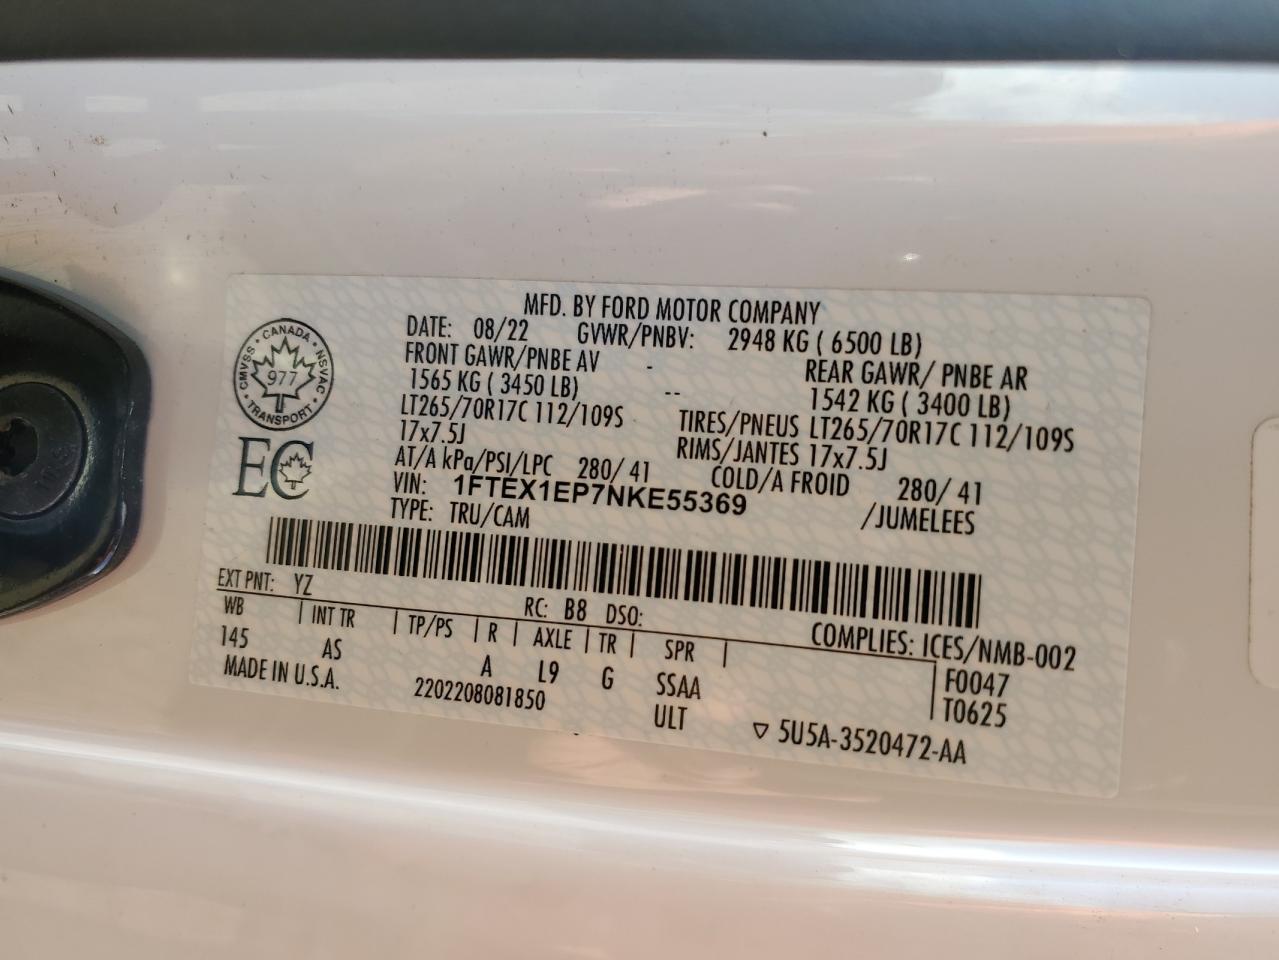 MFD. BY FORD MOTOR COMPANY
DATE: 08/22 GVWR/PNBV: 2948 KG ( 6500 LB)
FRONT GAWR/PNBE AV - REAR GAWR/ PNBE AR
1565 KG ( 3450 LB) -- 1542 KG ( 3400 LB)
LT265/70R17C 112/109S TIRES/PNEUS LT265/70R17C 112/109S
17x7.5J RIMS/JANTES 17x7.5J
AT/A kPa/PSI/LPC 280/ 41 COLD/A FROID 280/ 41
VIN: 1FTEX1EP7NKE55369 /JUMELEES
TYPE: TRU/CAM
CANADA
CMVSS NSVAC
977
TRANSPORT
EC
EXT PNT: YZ RC: B8 DSO:
WB INT TR TP/PS R AXLE TR SPR COMPLIES: ICES/NMB-002
145 AS A L9 G SSAA F0047
MADE IN U.S.A. 2202208081850 ULT T0625
5U5A-3520472-AA